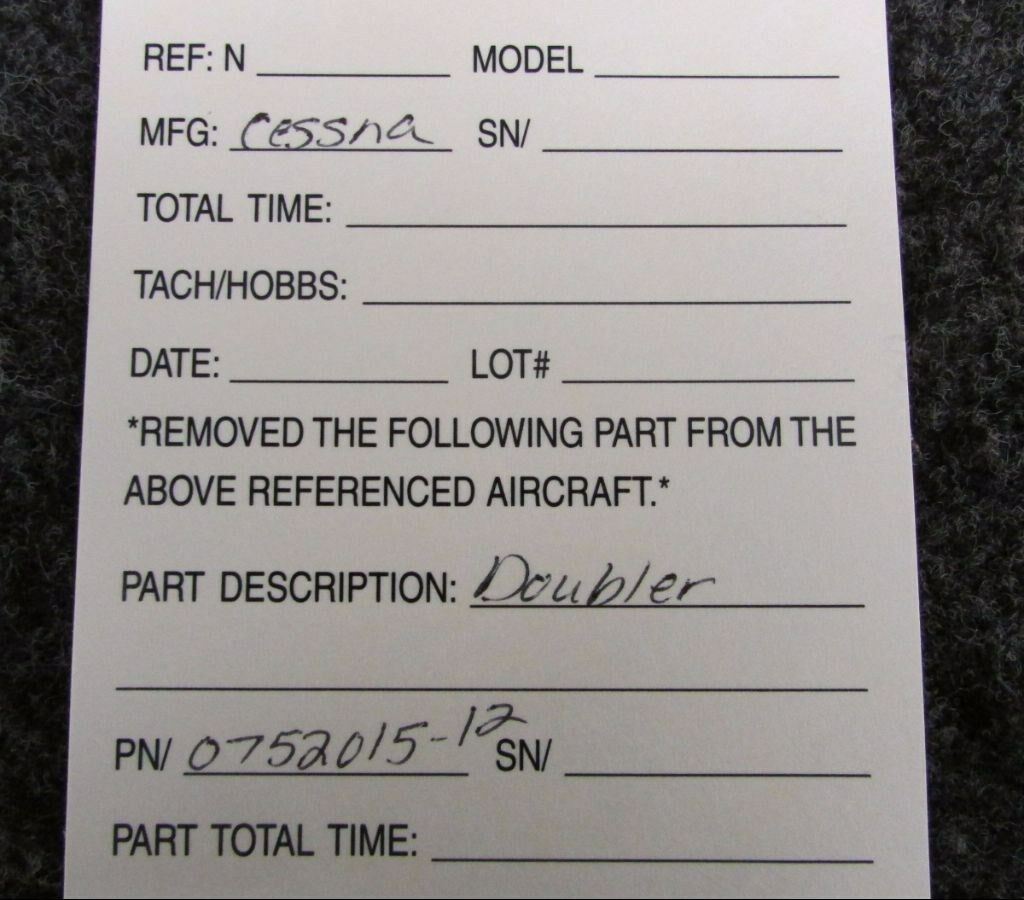 REF: N MODEL
MFG: Cessna SN/
TOTAL TIME:
TACH/HOBBS:
DATE: LOT#
*REMOVED THE FOLLOWING PART FROM THE
ABOVE REFERENCED AIRCRAFT.*
PART DESCRIPTION: Doubler
PN/ 0752015-12 SN/
PART TOTAL TIME: